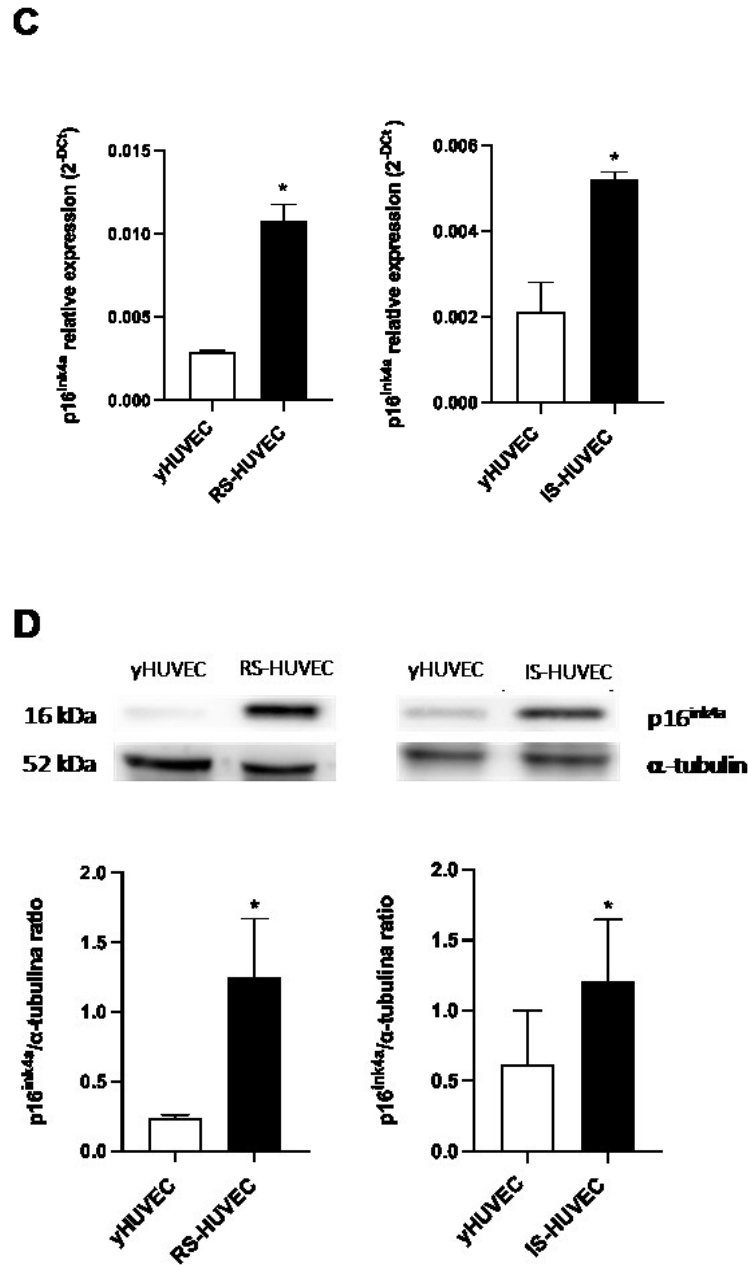 C
p16Ink4a relative expression (2-DCt)
0.015
0.010
0.005
0.000
*
yHUVEC
RS-HUVEC
p16Ink4a relative expression (2-DCt)
0.006
0.004
0.002
0.000
*
yHUVEC
IS-HUVEC
D
yHUVEC RS-HUVEC yHUVEC IS-HUVEC
16 kDa p16ink4a
52 kDa α-tubulin
p16ink4a/α-tubulina ratio
2.0
1.5
1.0
0.5
0.0
*
yHUVEC
RS-HUVEC
p16ink4a/α-tubulina ratio
2.0
1.5
1.0
0.5
0.0
*
yHUVEC
IS-HUVEC